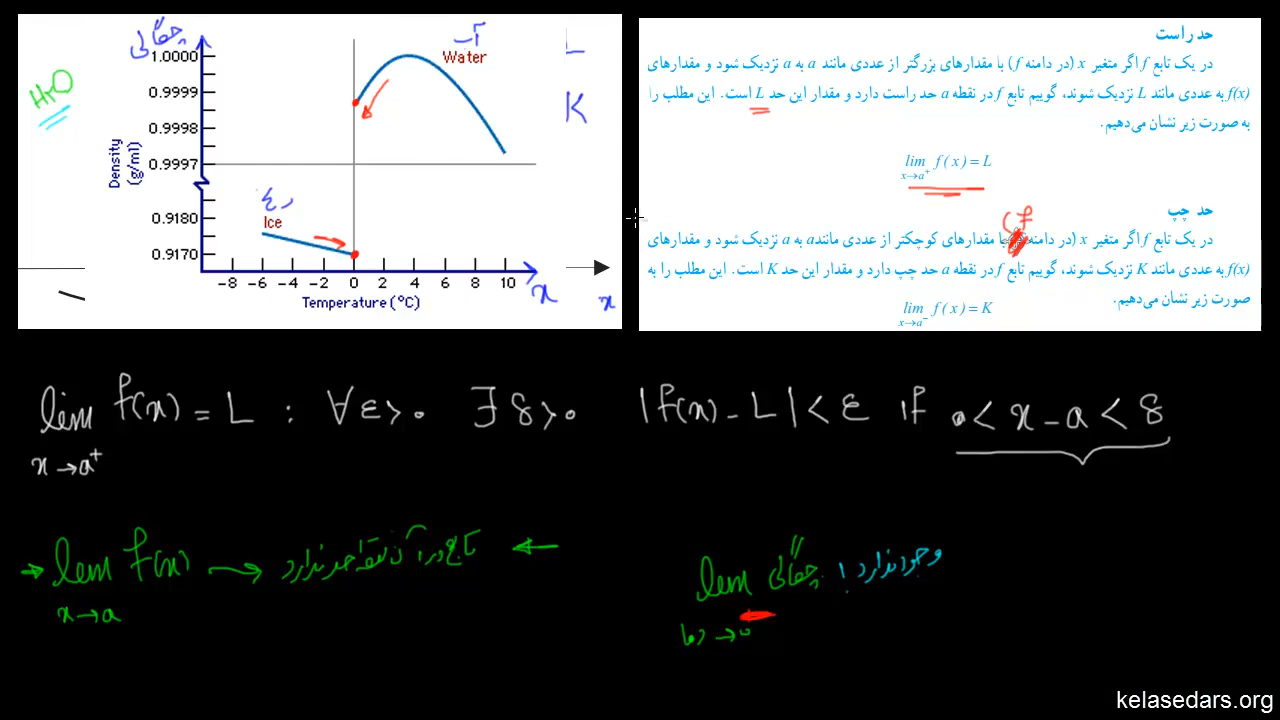 چگالی
H₂O
آب
Water
1.0000
0.9999
0.9998
0.9997
0.9180
0.9170
Density
(g/ml)
Ice
-8 -6 -4 -2 0 2 4 6 8 10
Temperature (°C)
x
L
K
x
حد راست
در یک تابع f اگر متغیر x (در دامنه f) با مقدارهای بزرگتر از عددی مانند a به a نزدیک شود و مقدارهای
f(x) به عددی مانند L نزدیک شوند، گوییم تابع f در نقطه a حد راست دارد و مقدار این حد L است. این مطلب را
به صورت زیر نشان می‌دهیم.
lim f(x) = L
x→a⁺
حد چپ
در یک تابع f اگر متغیر x (در دامنه f) با مقدارهای کوچکتر از عددی مانند a به a نزدیک شود و مقدارهای
f(x) به عددی مانند K نزدیک شوند، گوییم تابع f در نقطه a حد چپ دارد و مقدار این حد K است. این مطلب را به
صورت زیر نشان می‌دهیم.
lim f(x) = K
x→a⁻
lim f(x) = L : ∀ε>0 ∃δ>0 |f(x) - L| < ε if 0 < x - a < δ
x→a⁺
→ lim f(x) → تابع در آن نقطه حد ندارد ←
x→a
lim چگالی وجود ندارد!
دما → 0
kelasedars.org